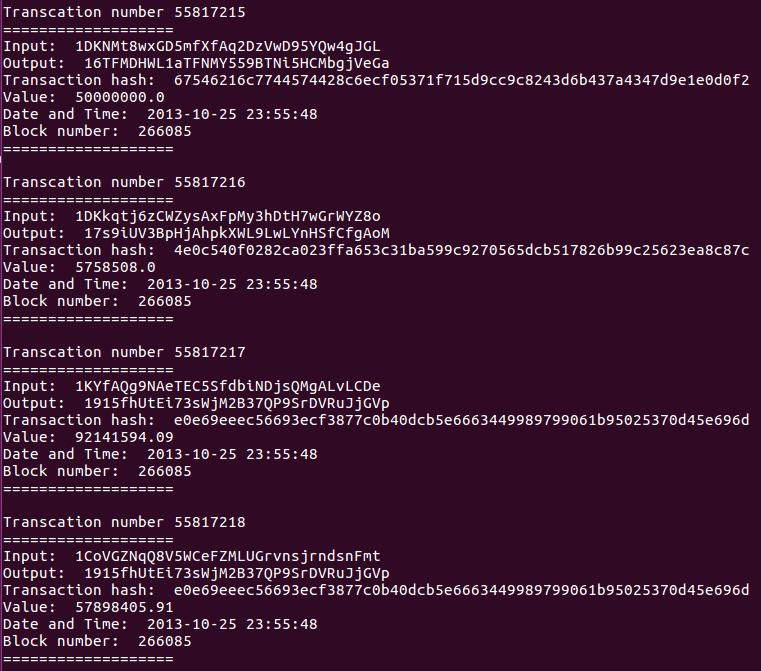 Transcation number 55817215
===================
Input:  1DKNMt8wxGD5mfXfAq2DzVwD95YQw4gJGL
Output:  16TFMDHWL1aTFNMY559BTNi5HCMbgjVeGa
Transaction hash:  67546216c7744574428c6ecf05371f715d9cc9c8243d6b437a4347d9e1e0d0f2
Value:  50000000.0
Date and Time:  2013-10-25 23:55:48
Block number:  266085
===================
Transcation number 55817216
===================
Input:  1DKkqtj6zCWZysAxFpMy3hDtH7wGrWYZ8o
Output:  17s9iUV3BpHjAhpkXWL9LwLYnHSfCfgAoM
Transaction hash:  4e0c540f0282ca023ffa653c31ba599c9270565dcb517826b99c25623ea8c87c
Value:  5758508.0
Date and Time:  2013-10-25 23:55:48
Block number:  266085
===================
Transcation number 55817217
===================
Input:  1KYfAQg9NAeTEC5SfdbiNDjsQMgALvLCDe
Output:  1915fhUtEi73sWjM2B37QP9SrDVRuJjGVp
Transaction hash:  e0e69eeec56693ecf3877c0b40dcb5e6663449989799061b95025370d45e696d
Value:  92141594.09
Date and Time:  2013-10-25 23:55:48
Block number:  266085
===================
Transcation number 55817218
===================
Input:  1CoVGZNqQ8V5WCeFZMLUGrvnsjrndsnFmt
Output:  1915fhUtEi73sWjM2B37QP9SrDVRuJjGVp
Transaction hash:  e0e69eeec56693ecf3877c0b40dcb5e6663449989799061b95025370d45e696d
Value:  57898405.91
Date and Time:  2013-10-25 23:55:48
Block number:  266085
===================